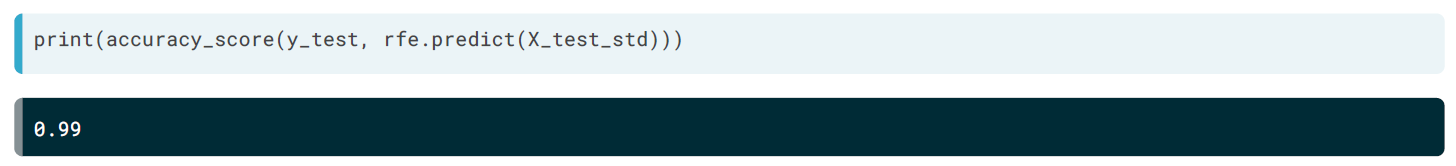 print(accuracy_score(y_test, rfe.predict(X_test_std)))
0.99